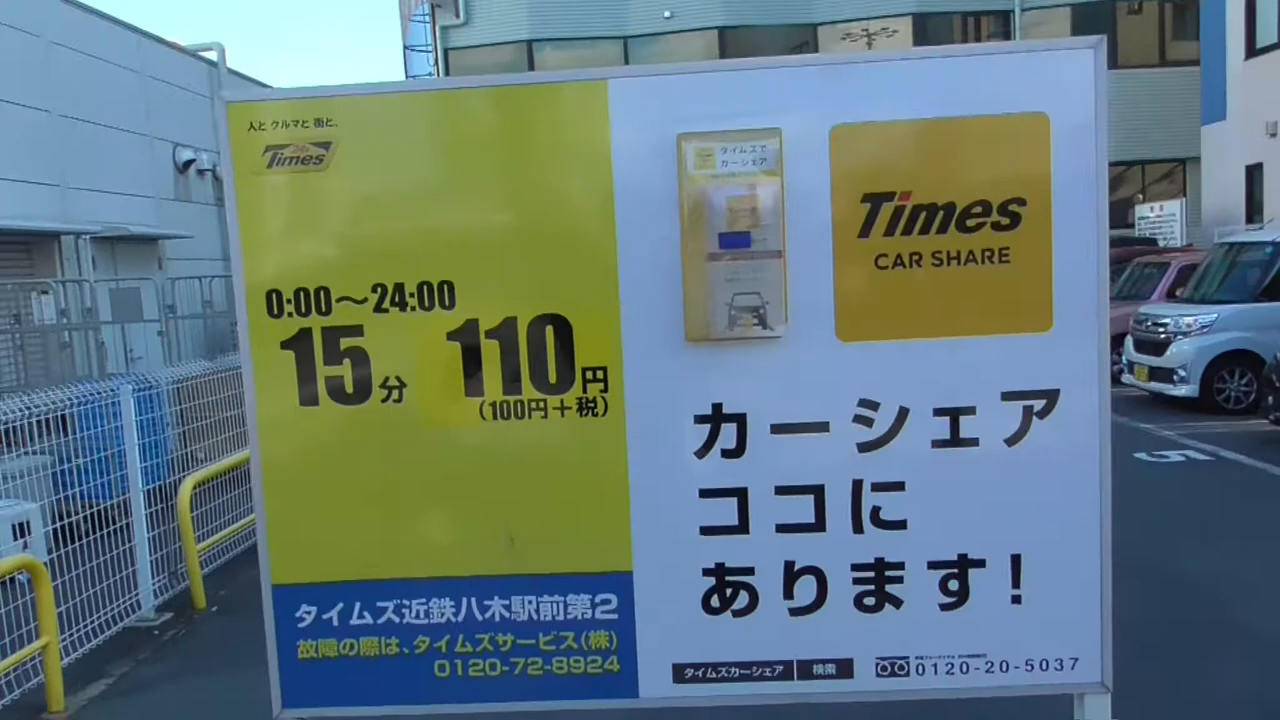 人と クルマと 街と.
Times
0:00～24:00
15分 110円
(100円＋税)
タイムズ近鉄八木駅前第2
故障の際は、タイムズサービス(株)
0120-72-8924
タイムズで
カーシェア
Times
CAR SHARE
カーシェア
ココに
あります!
タイムズカーシェア 検索
0120-20-5037
5